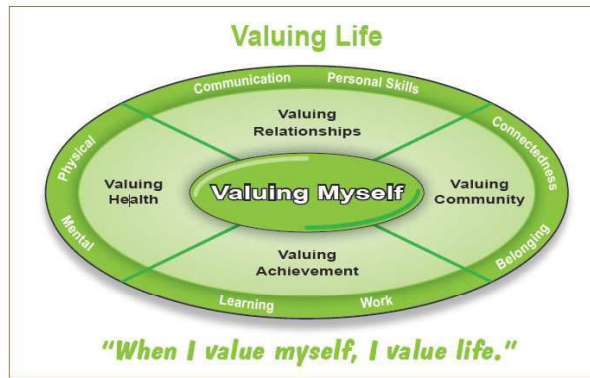 Valuing Life
Communication
Personal Skills
Physical
Connectedness
Valuing
Relationships
Valuing
Health
Valuing Myself
Valuing
Community
Mental
Belonging
Valuing
Achievement
Learning
Work
"When I value myself, I value life."